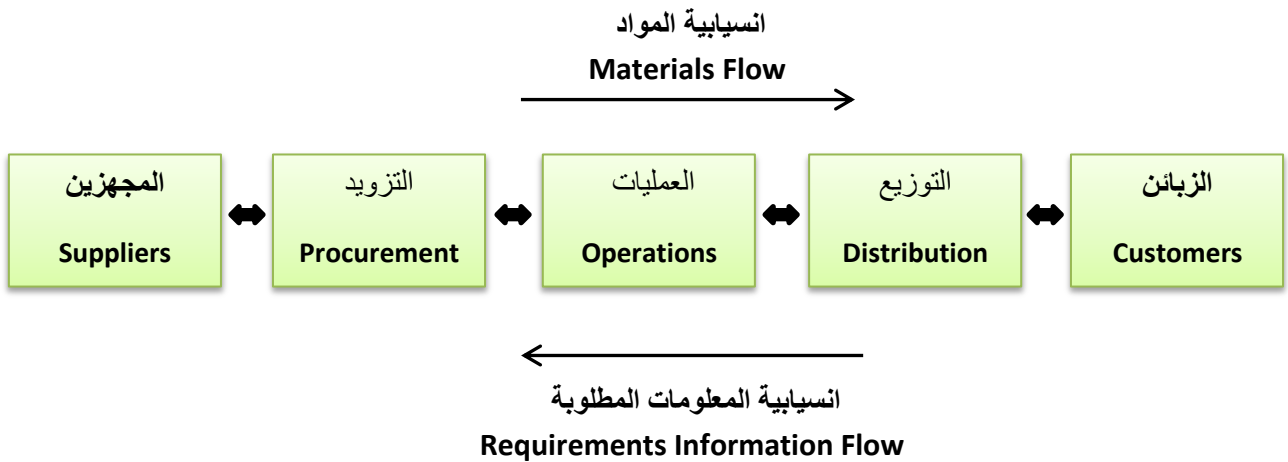 انسيابية المواد
Materials Flow
المجهزين
Suppliers
التزويد
Procurement
العمليات
Operations
التوزيع
Distribution
الزبائن
Customers
انسيابية المعلومات المطلوبة
Requirements Information Flow